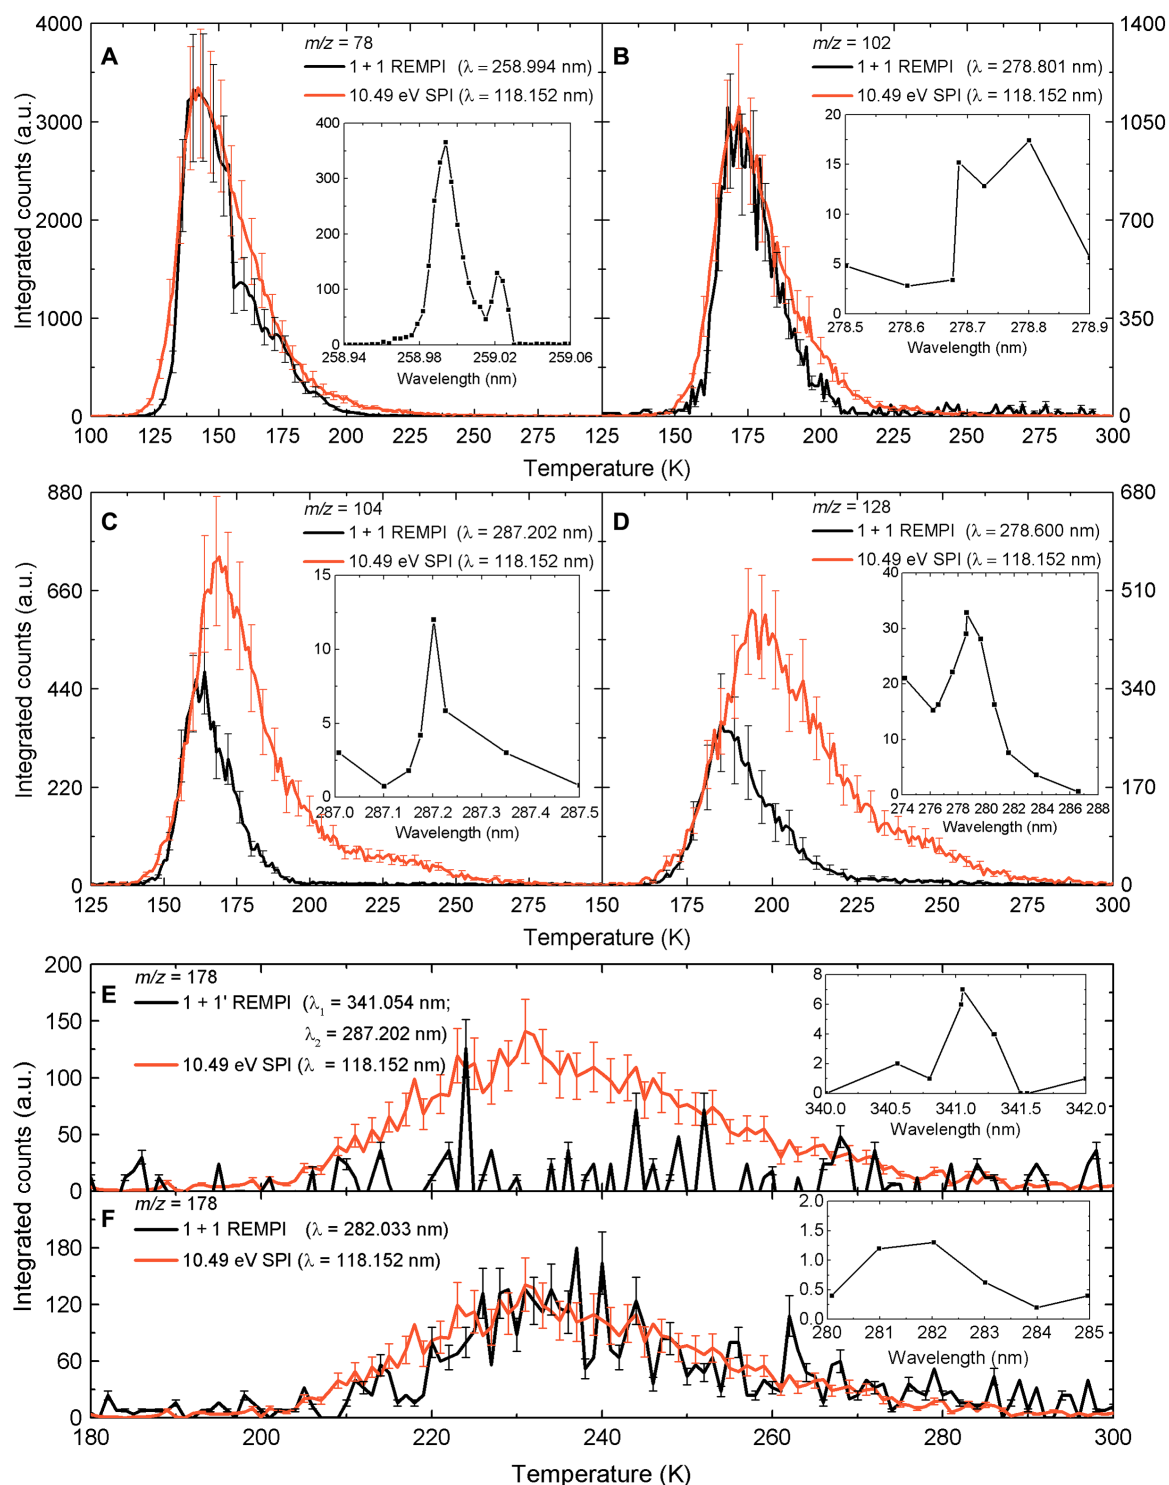 A
m/z = 78
1 + 1 REMPI (λ = 258.994 nm)
10.49 eV SPI (λ = 118.152 nm)
4000
3000
2000
1000
0
Integrated counts (a.u.)
400
300
200
100
0
258.94 258.98 259.02 259.06
Wavelength (nm)
100 125 150 175 200 225 250 275
B
m/z = 102
1 + 1 REMPI (λ = 278.801 nm)
10.49 eV SPI (λ = 118.152 nm)
1400
1050
700
350
0
20
15
10
5
0
278.5 278.6 278.7 278.8 278.9
Wavelength (nm)
125 150 175 200 225 250 275 300
Temperature (K)
Temperature (K)
C
m/z = 104
1 + 1 REMPI (λ = 287.202 nm)
10.49 eV SPI (λ = 118.152 nm)
880
660
440
220
0
Integrated counts (a.u.)
15
10
5
0
287.0 287.1 287.2 287.3 287.4 287.5
Wavelength (nm)
125 150 175 200 225 250 275
D
m/z = 128
1 + 1 REMPI (λ = 278.600 nm)
10.49 eV SPI (λ = 118.152 nm)
680
510
340
170
0
40
30
20
10
0
274 276 278 280 282 284 286 288
Wavelength (nm)
150 175 200 225 250 275 300
Temperature (K)
Temperature (K)
E
m/z = 178
1 + 1' REMPI (λ₁ = 341.054 nm;
λ₂ = 287.202 nm)
10.49 eV SPI (λ = 118.152 nm)
200
150
100
50
0
Integrated counts (a.u.)
8
6
4
2
0
340.0 340.5 341.0 341.5 342.0
Wavelength (nm)
F
m/z = 178
1 + 1 REMPI (λ = 282.033 nm)
10.49 eV SPI (λ = 118.152 nm)
180
120
60
0
Integrated counts (a.u.)
2.0
1.5
1.0
0.5
0.0
280 281 282 283 284 285
Wavelength (nm)
180 200 220 240 260 280 300
Temperature (K)